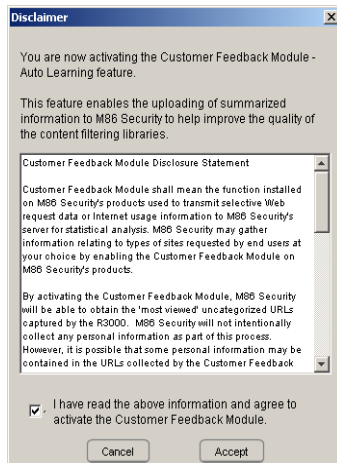 Disclaimer
You are now activating the Customer Feedback Module -
Auto Learning feature.
This feature enables the uploading of summarized
information to M86 Security to help improve the quality of
the content filtering libraries.
Customer Feedback Module Disclosure Statement
Customer Feedback Module shall mean the function installed
on M86 Security's products used to transmit selective Web
request data or Internet usage information to M86 Security's
server for statistical analysis. M86 Security may gather
information relating to types of sites requested by end users at
your choice by enabling the Customer Feedback Module on
M86 Security's products.
By activating the Customer Feedback Module, M86 Security
will be able to obtain the 'most viewed' uncategorized URLs
captured by the R3000. M86 Security will not intentionally
collect any personal information as part of this process.
However, it is possible that some personal information may be
contained in the URLs collected by the Customer Feedback
I have read the above information and agree to
activate the Customer Feedback Module.
Cancel Accept